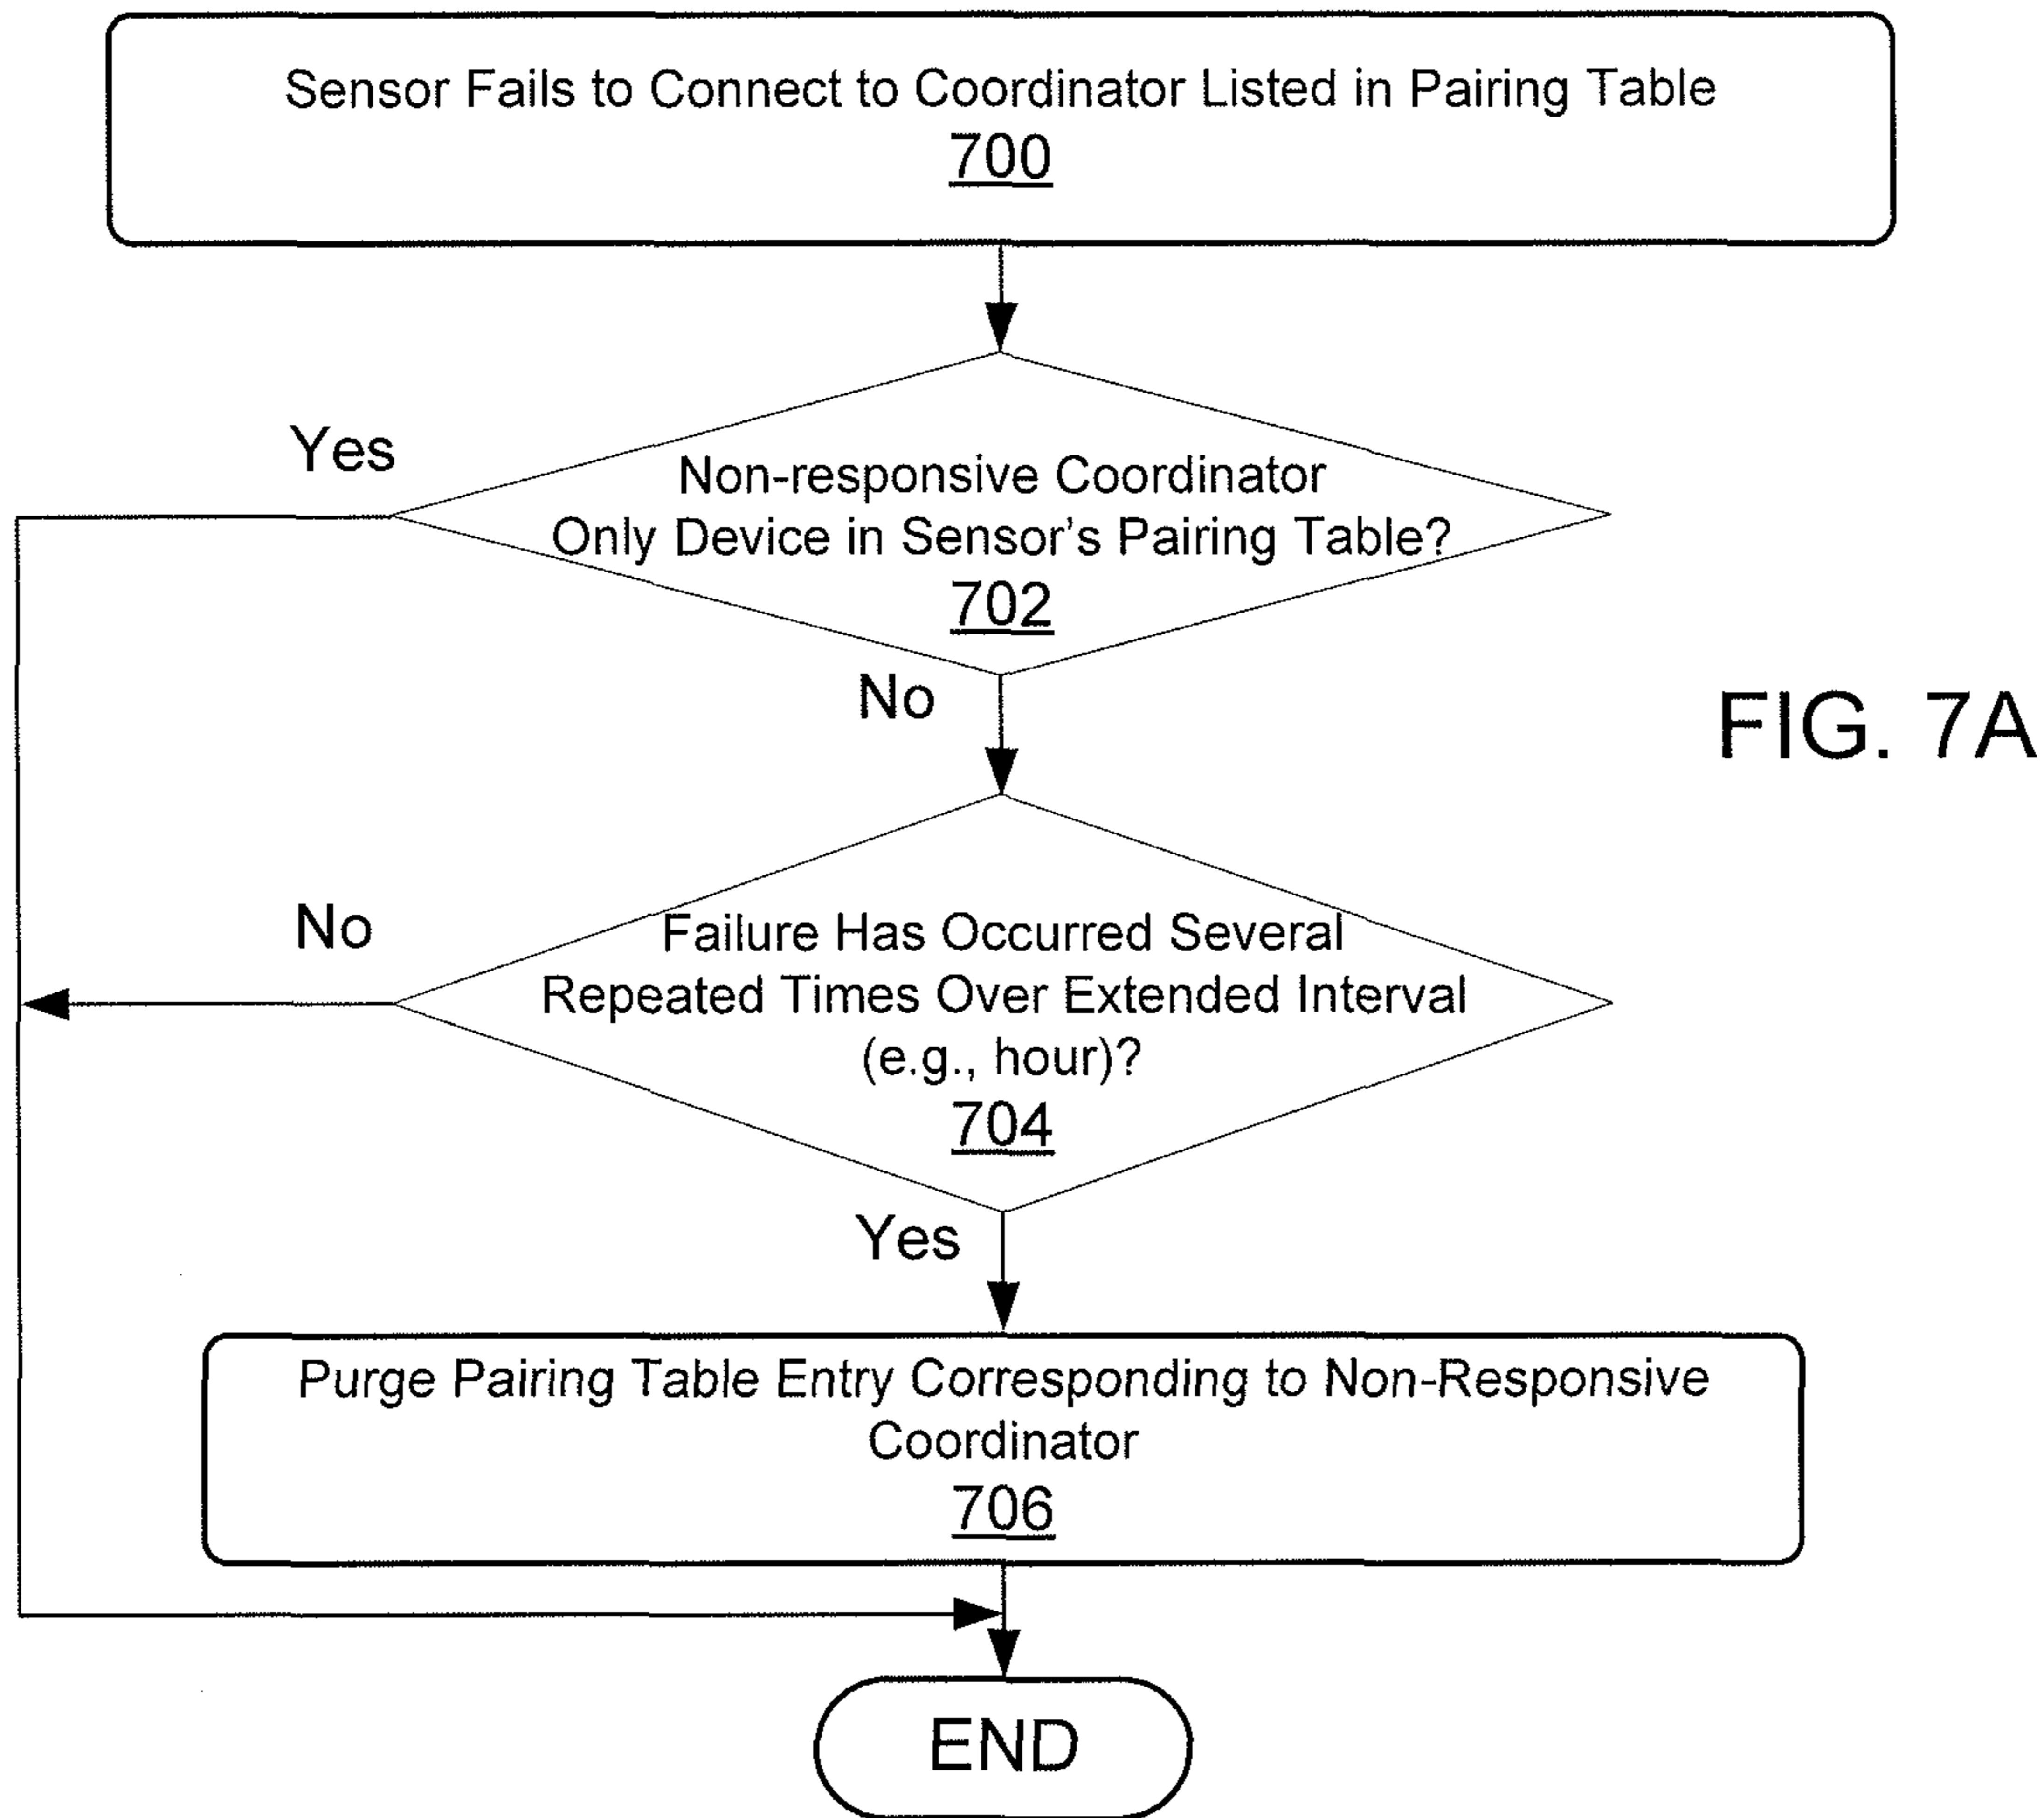 Sensor Fails to Connect to Coordinator Listed in Pairing Table
700
Yes
Non-responsive Coordinator
Only Device in Sensor's Pairing Table?
702
No
FIG. 7A
No
Failure Has Occurred Several
Repeated Times Over Extended Interval
(e.g., hour)?
704
Yes
Purge Pairing Table Entry Corresponding to Non-Responsive
Coordinator
706
END